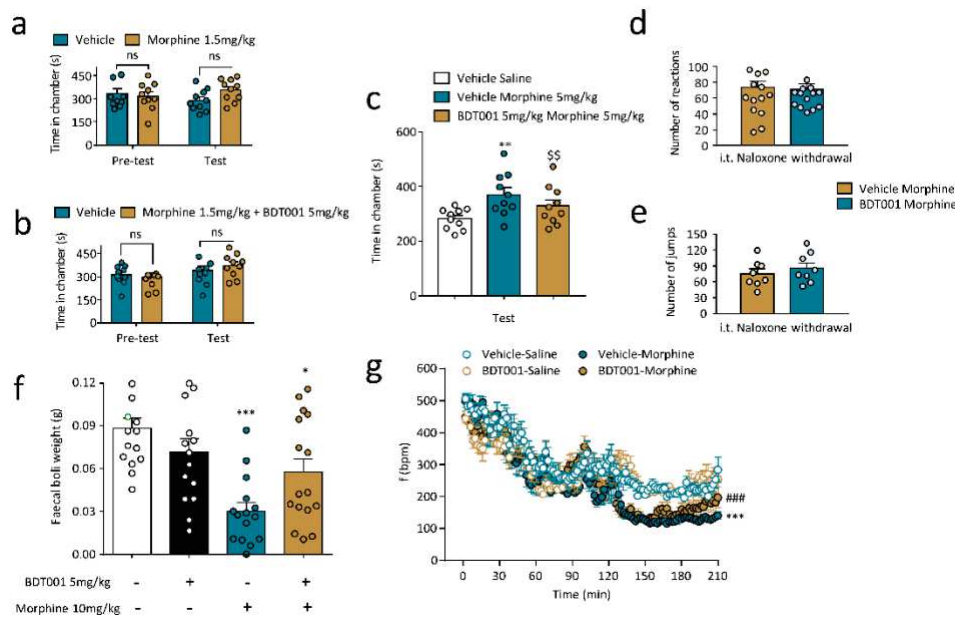 a
Vehicle
Morphine 1.5mg/kg
ns
ns
Time in chamber (s)
450
300
150
0
Pre-test
Test
b
Vehicle
Morphine 1.5mg/kg + BDT001 5mg/kg
ns
ns
Time in chamber (s)
450
300
150
0
Pre-test
Test
c
Vehicle Saline
Vehicle Morphine 5mg/kg
BDT001 5mg/kg Morphine 5mg/kg
Time in chamber (s)
600
400
200
0
**
$$
Test
d
Number of reactions
100
80
60
40
20
0
i.t. Naloxone withdrawal
Vehicle Morphine
BDT001 Morphine
e
Number of jumps
150
120
90
60
30
0
i.t. Naloxone withdrawal
f
Faecal boli weight (g)
0.12
0.09
0.06
0.03
0.00
***
*
BDT001 5mg/kg - + - +
Morphine 10mg/kg - - + +
g
Vehicle-Saline
Vehicle-Morphine
BDT001-Saline
BDT001-Morphine
f (bpm)
600
500
400
300
200
100
0
###
***
0 30 60 90 120 150 180 210
Time (min)